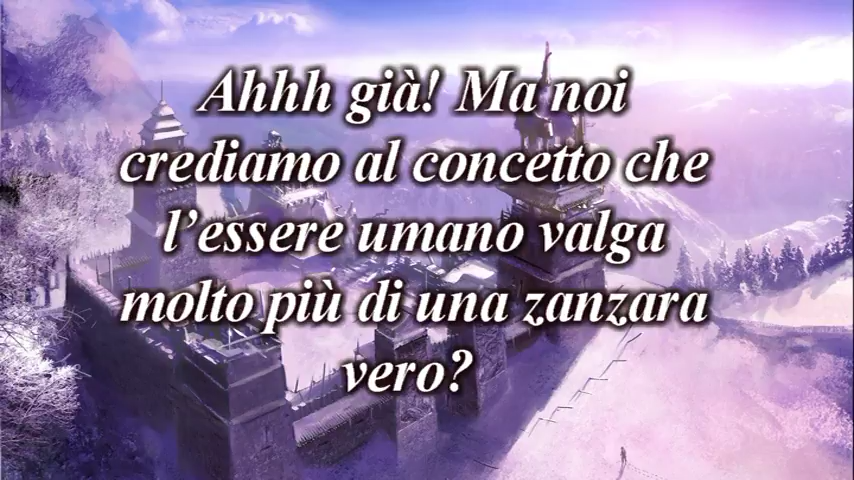 Ahhh già! Ma noi
crediamo al concetto che
l’essere umano valga
molto più di una zanzara
vero?